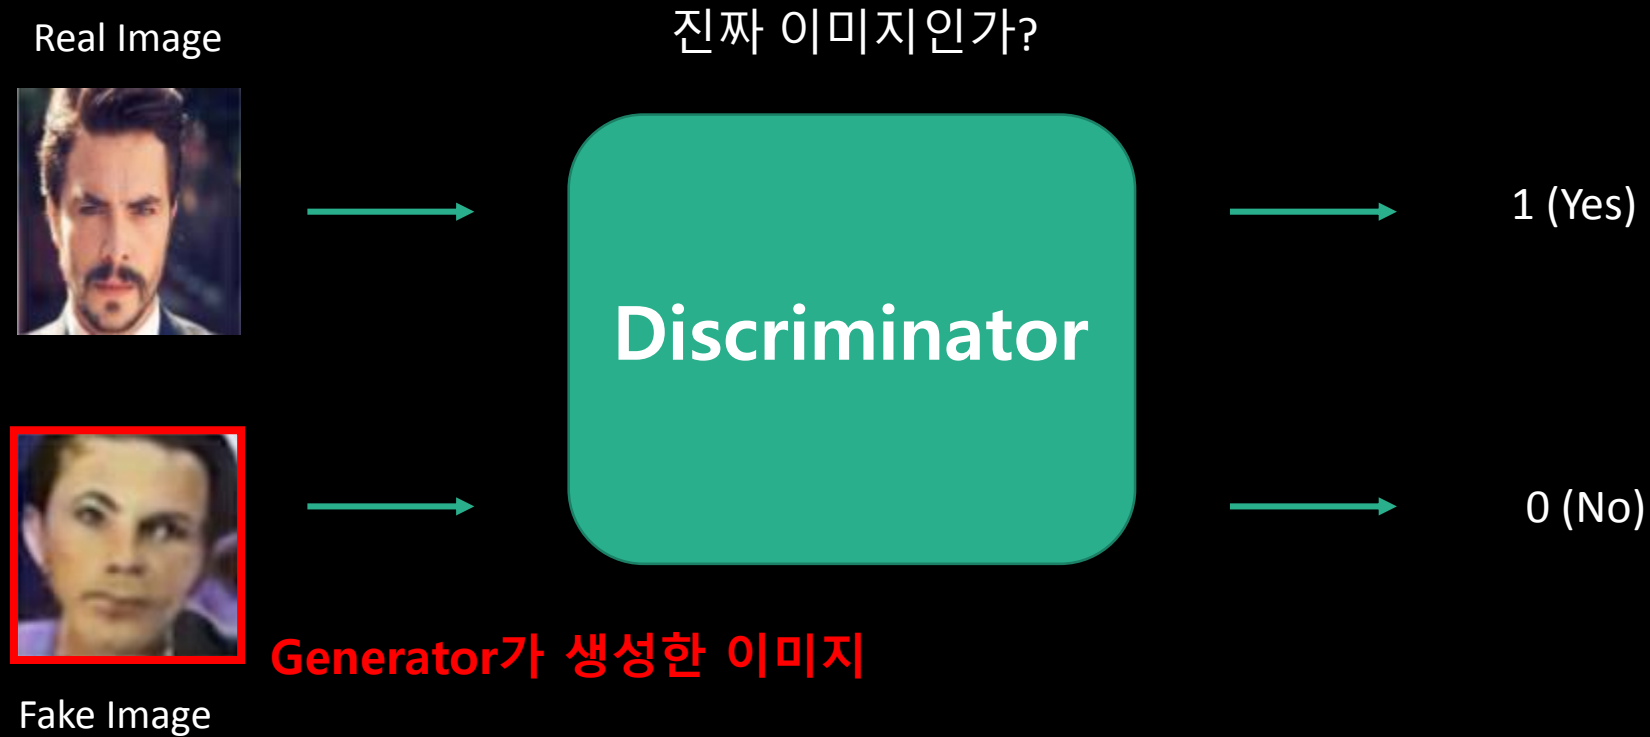 Real Image
진짜 이미지인가?
1 (Yes)
Discriminator
0 (No)
Generator가 생성한 이미지
Fake Image